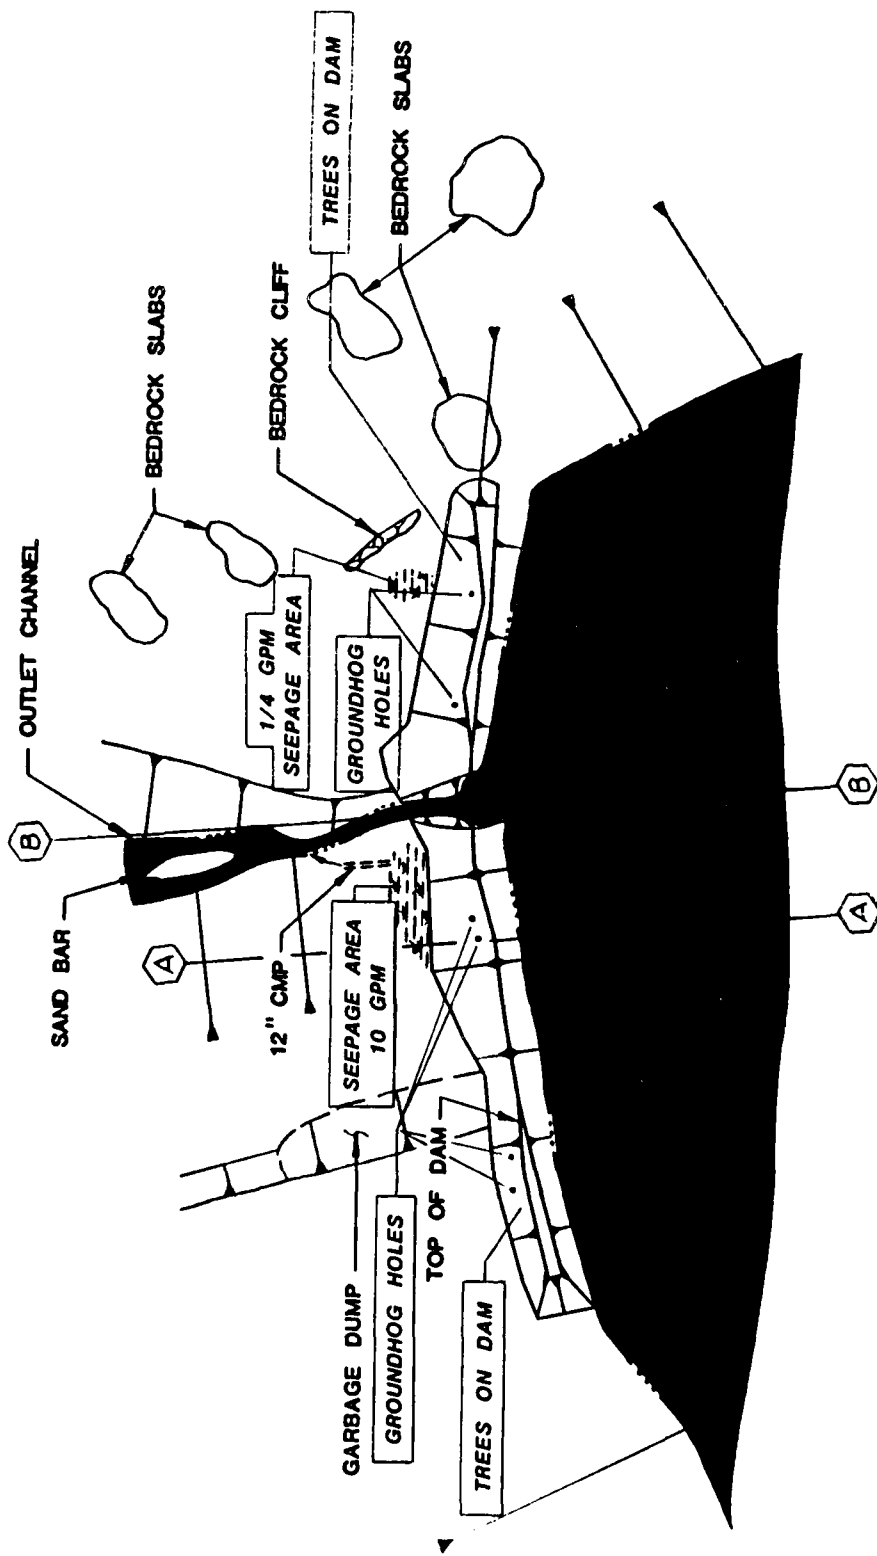 OUTLET CHANNEL
SAND BAR
B
A
BEDROCK SLABS
TREES ON DAM
BEDROCK SLABS
BEDROCK CLIFF
1/4 GPM
SEEPAGE AREA
GROUNDHOG
HOLES
12" CMP
SEEPAGE AREA
10 GPM
GARBAGE DUMP
GROUNDHOG HOLES
TOP OF DAM
TREES ON DAM
A
B